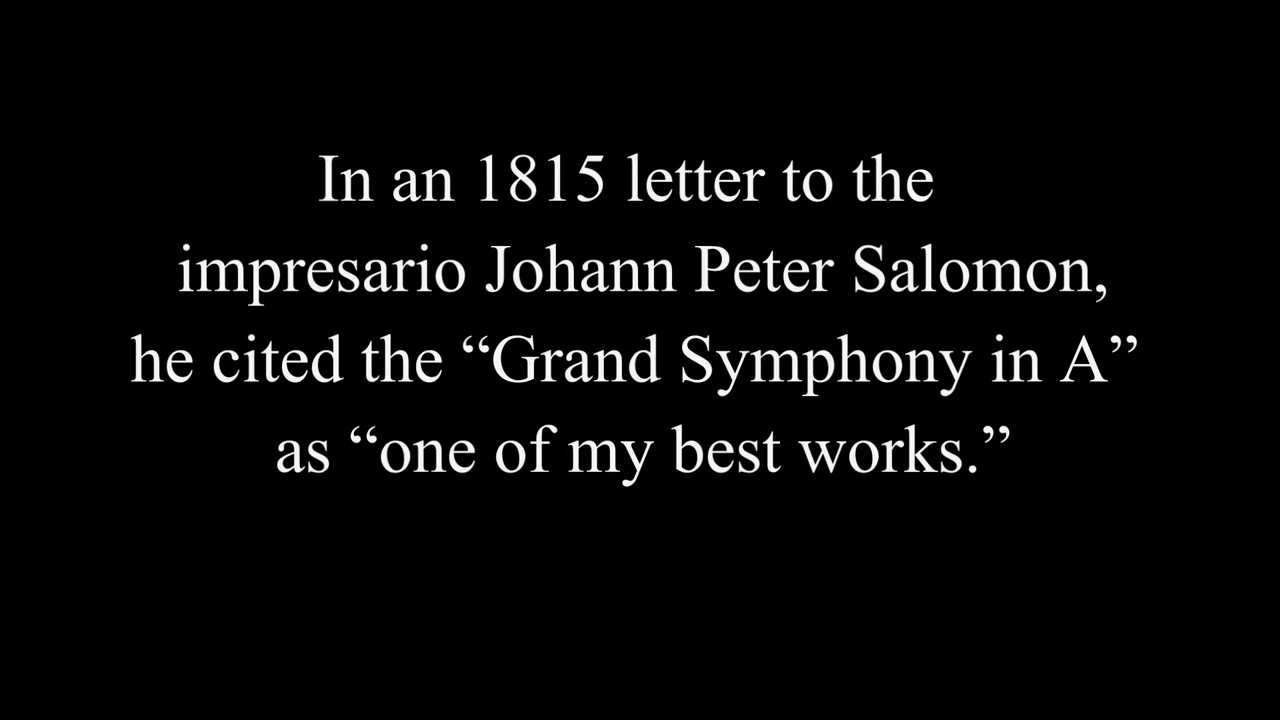 In an 1815 letter to the
impresario Johann Peter Salomon,
he cited the “Grand Symphony in A”
as “one of my best works.”